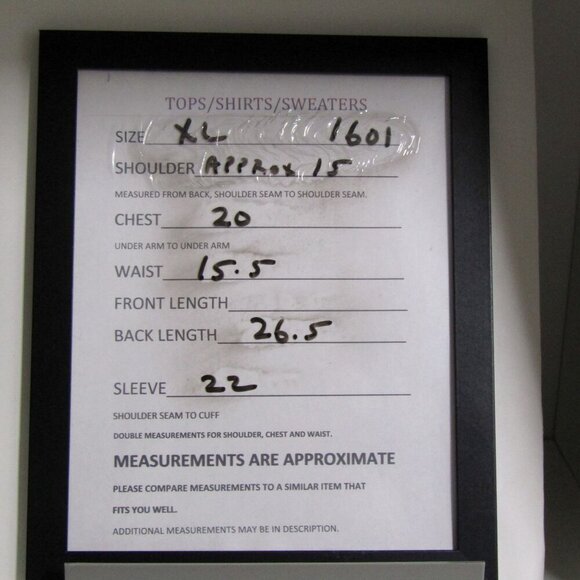 TOPS/SHIRTS/SWEATERS
SIZE XL 1601
SHOULDER APPROX 15
MEASURED FROM BACK, SHOULDER SEAM TO SHOULDER SEAM.
CHEST 20
UNDER ARM TO UNDER ARM
WAIST 15.5
FRONT LENGTH
BACK LENGTH 26.5
SLEEVE 22
SHOULDER SEAM TO CUFF
DOUBLE MEASUREMENTS FOR SHOULDER, CHEST AND WAIST.
MEASUREMENTS ARE APPROXIMATE
PLEASE COMPARE MEASUREMENTS TO A SIMILAR ITEM THAT
FITS YOU WELL.
ADDITIONAL MEASUREMENTS MAY BE IN DESCRIPTION.